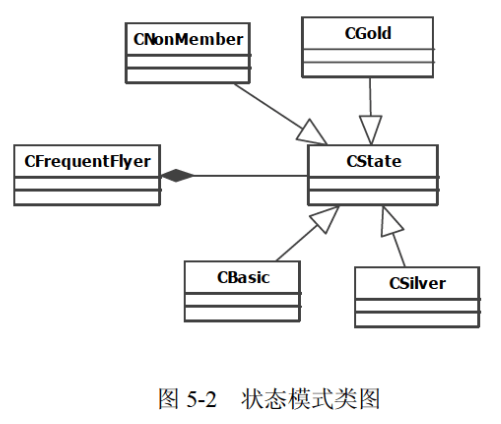 CNonMember
CGold
CFrequentFlyer
CState
CBasic
CSilver
图 5-2 状态模式类图